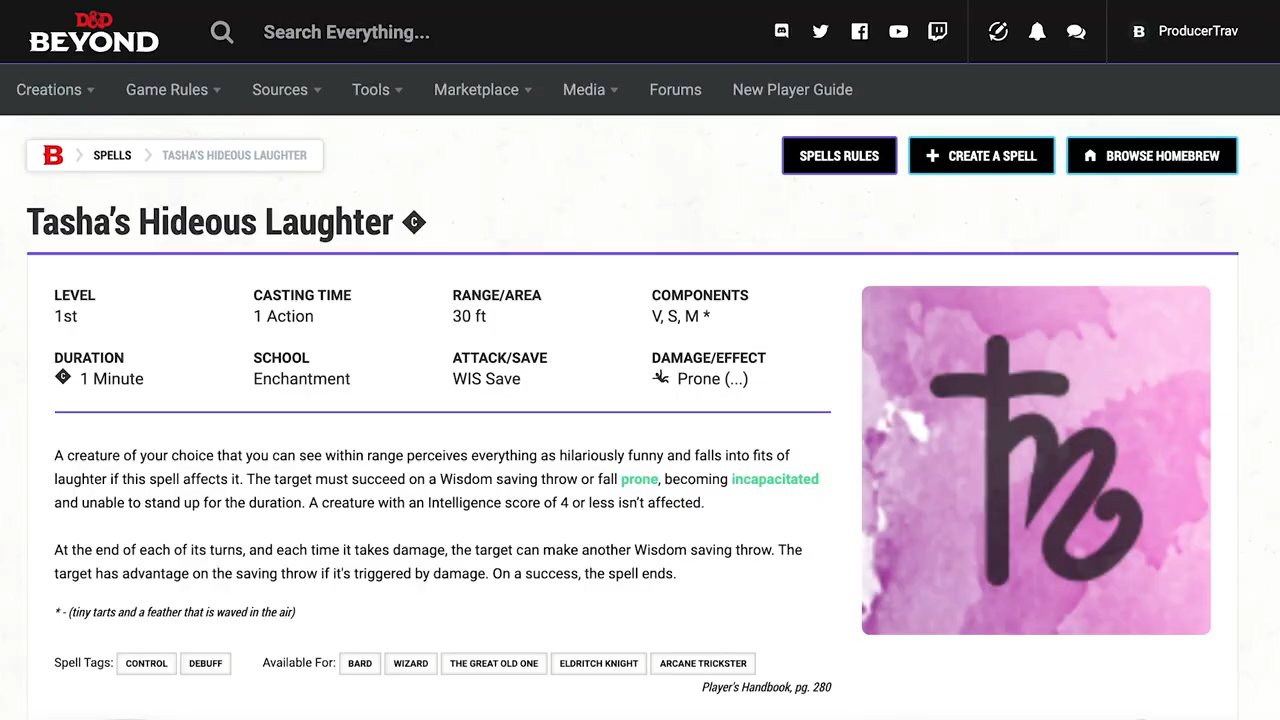 D&D
BEYOND
Search Everything...
B ProducerTrav
Creations
Game Rules
Sources
Tools
Marketplace
Media
Forums
New Player Guide
B
SPELLS
TASHA'S HIDEOUS LAUGHTER
SPELLS RULES
+ CREATE A SPELL
BROWSE HOMEBREW
Tasha's Hideous Laughter C
LEVEL
1st
CASTING TIME
1 Action
RANGE/AREA
30 ft
COMPONENTS
V, S, M *
DURATION
C 1 Minute
SCHOOL
Enchantment
ATTACK/SAVE
WIS Save
DAMAGE/EFFECT
Prone (...)
A creature of your choice that you can see within range perceives everything as hilariously funny and falls into fits of
laughter if this spell affects it. The target must succeed on a Wisdom saving throw or fall prone, becoming incapacitated
and unable to stand up for the duration. A creature with an Intelligence score of 4 or less isn't affected.
At the end of each of its turns, and each time it takes damage, the target can make another Wisdom saving throw. The
target has advantage on the saving throw if it's triggered by damage. On a success, the spell ends.
* - (tiny tarts and a feather that is waved in the air)
Spell Tags: CONTROL DEBUFF
Available For: BARD WIZARD THE GREAT OLD ONE ELDRITCH KNIGHT ARCANE TRICKSTER
Player's Handbook, pg. 280